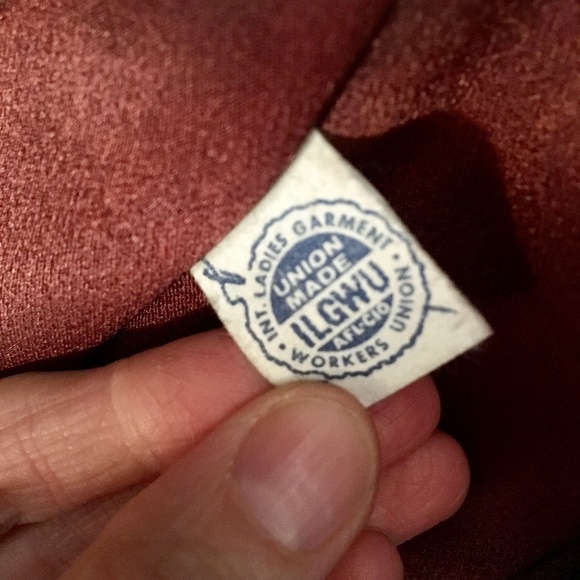 INT. LADIES GARMENT • WORKERS UNION •
UNION
MADE
ILGWU
AFL-CIO